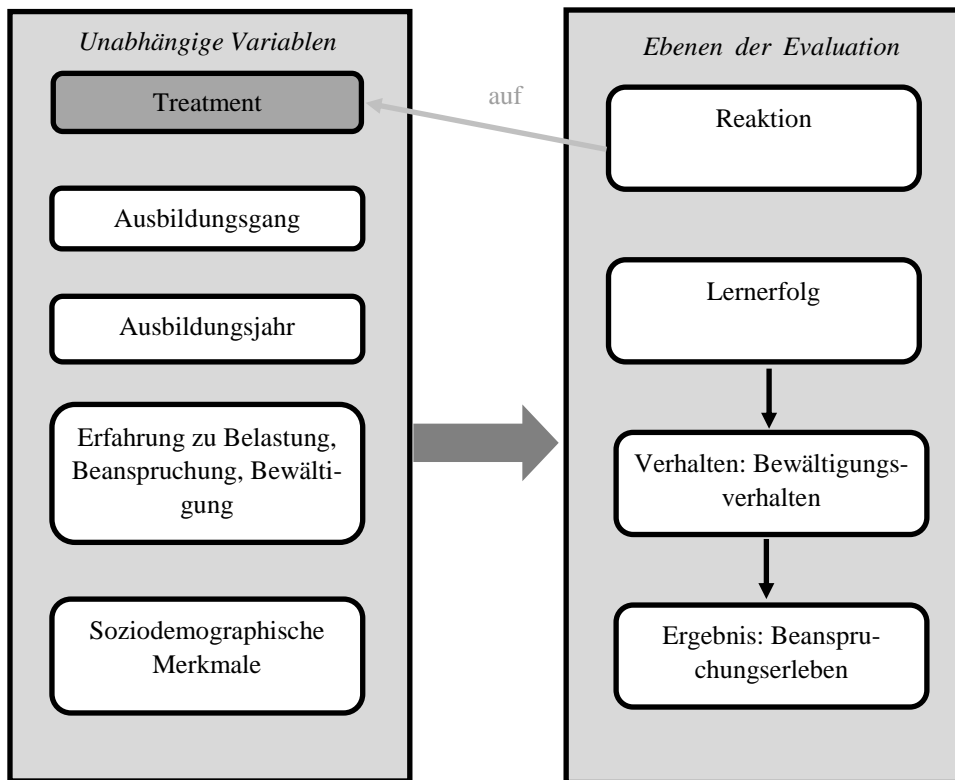 Unabhängige Variablen
Treatment
Ausbildungsgang
Ausbildungsjahr
Erfahrung zu Belastung,
Beanspruchung, Bewälti-
gung
Soziodemographische
Merkmale
auf
Ebenen der Evaluation
Reaktion
Lernerfolg
Verhalten: Bewältigungs-
verhalten
Ergebnis: Beanspru-
chungserleben